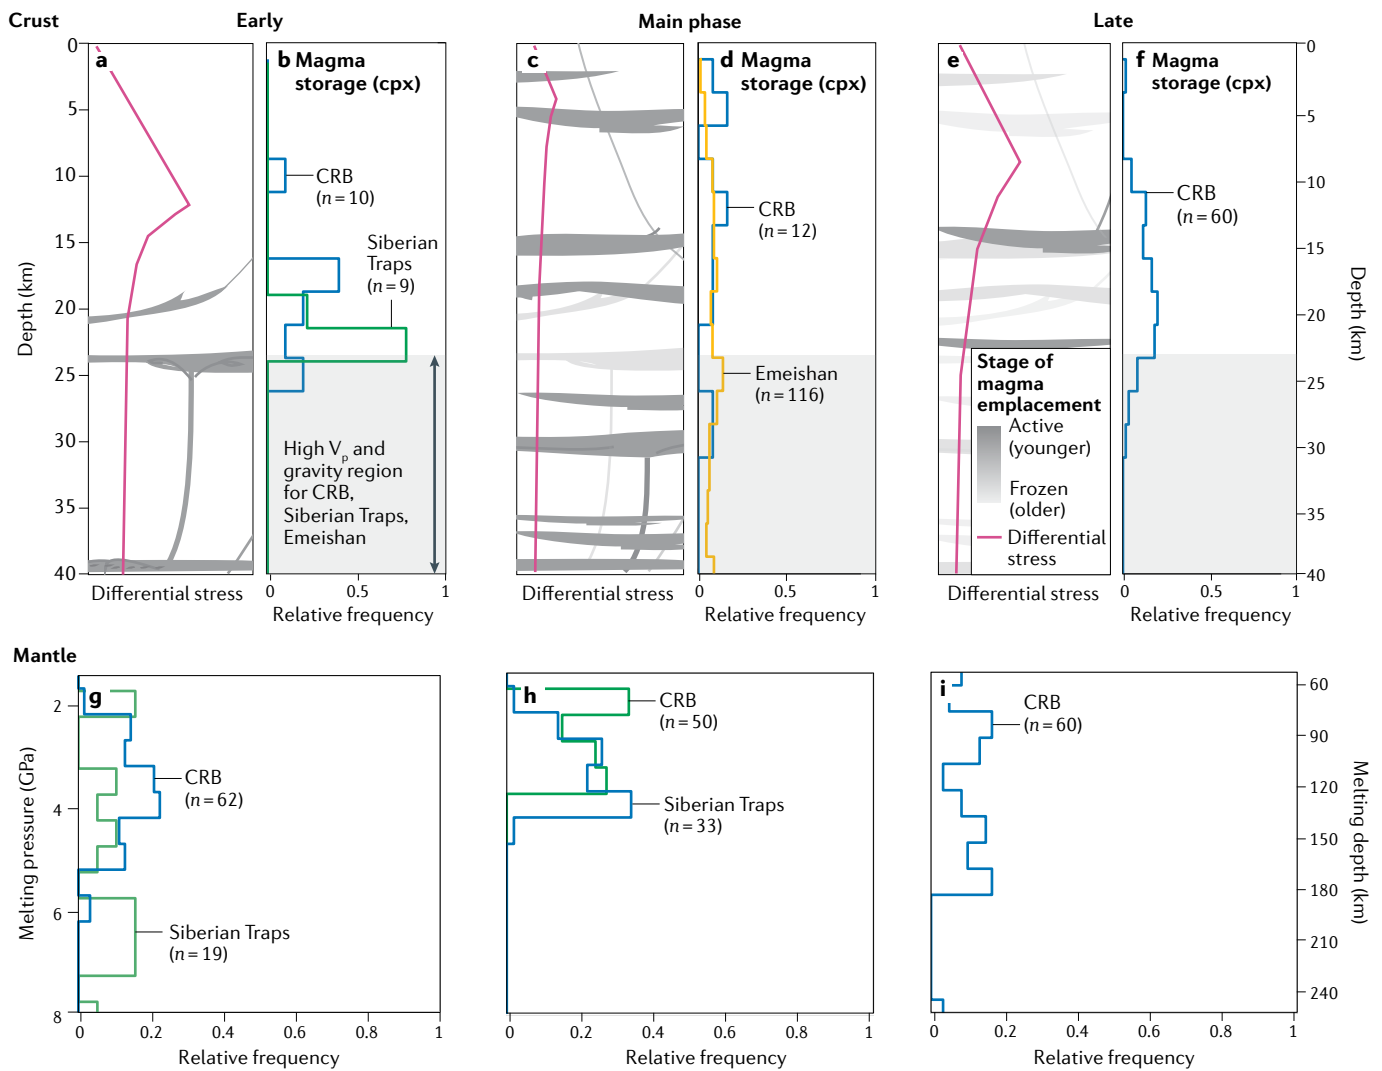 Crust
Early
Main phase
Late
a
b Magma
storage (cpx)
c
d Magma
storage (cpx)
e
f Magma
storage (cpx)
0
5
10
15
20
25
30
35
40
Depth (km)
CRB
(n = 10)
Siberian
Traps
(n = 9)
High Vp and
gravity region
for CRB,
Siberian Traps,
Emeishan
CRB
(n = 12)
Emeishan
(n = 116)
CRB
(n = 60)
Stage of
magma
emplacement
Active
(younger)
Frozen
(older)
Differential
stress
0
5
10
15
20
25
30
35
40
Depth (km)
Differential stress
0 0.5 1
Relative frequency
Differential stress
0 0.5 1
Relative frequency
Differential stress
0 0.5 1
Relative frequency
Mantle
g
h
i
2
4
6
8
Melting pressure (GPa)
CRB
(n = 62)
Siberian Traps
(n = 19)
CRB
(n = 50)
Siberian Traps
(n = 33)
CRB
(n = 60)
60
90
120
150
180
210
240
Melting depth (km)
0 0.2 0.4 0.6 0.8 1
Relative frequency
0 0.2 0.4 0.6 0.8 1
Relative frequency
0 0.2 0.4 0.6 0.8 1
Relative frequency